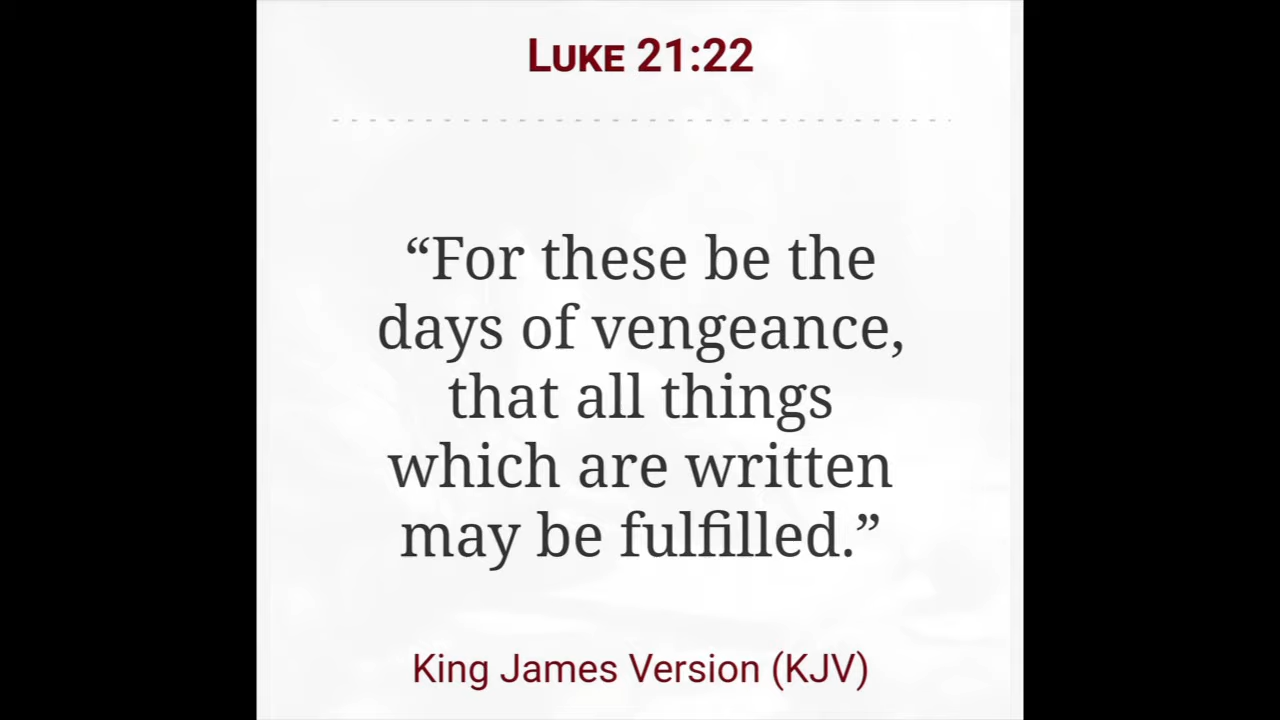 LUKE 21:22
“For these be the
days of vengeance,
that all things
which are written
may be fulfilled.”
King James Version (KJV)